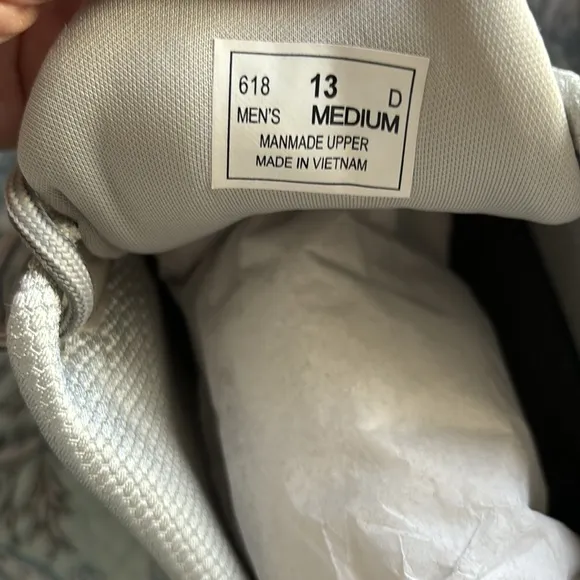 618 13 D
MEN'S MEDIUM
MANMADE UPPER
MADE IN VIETNAM